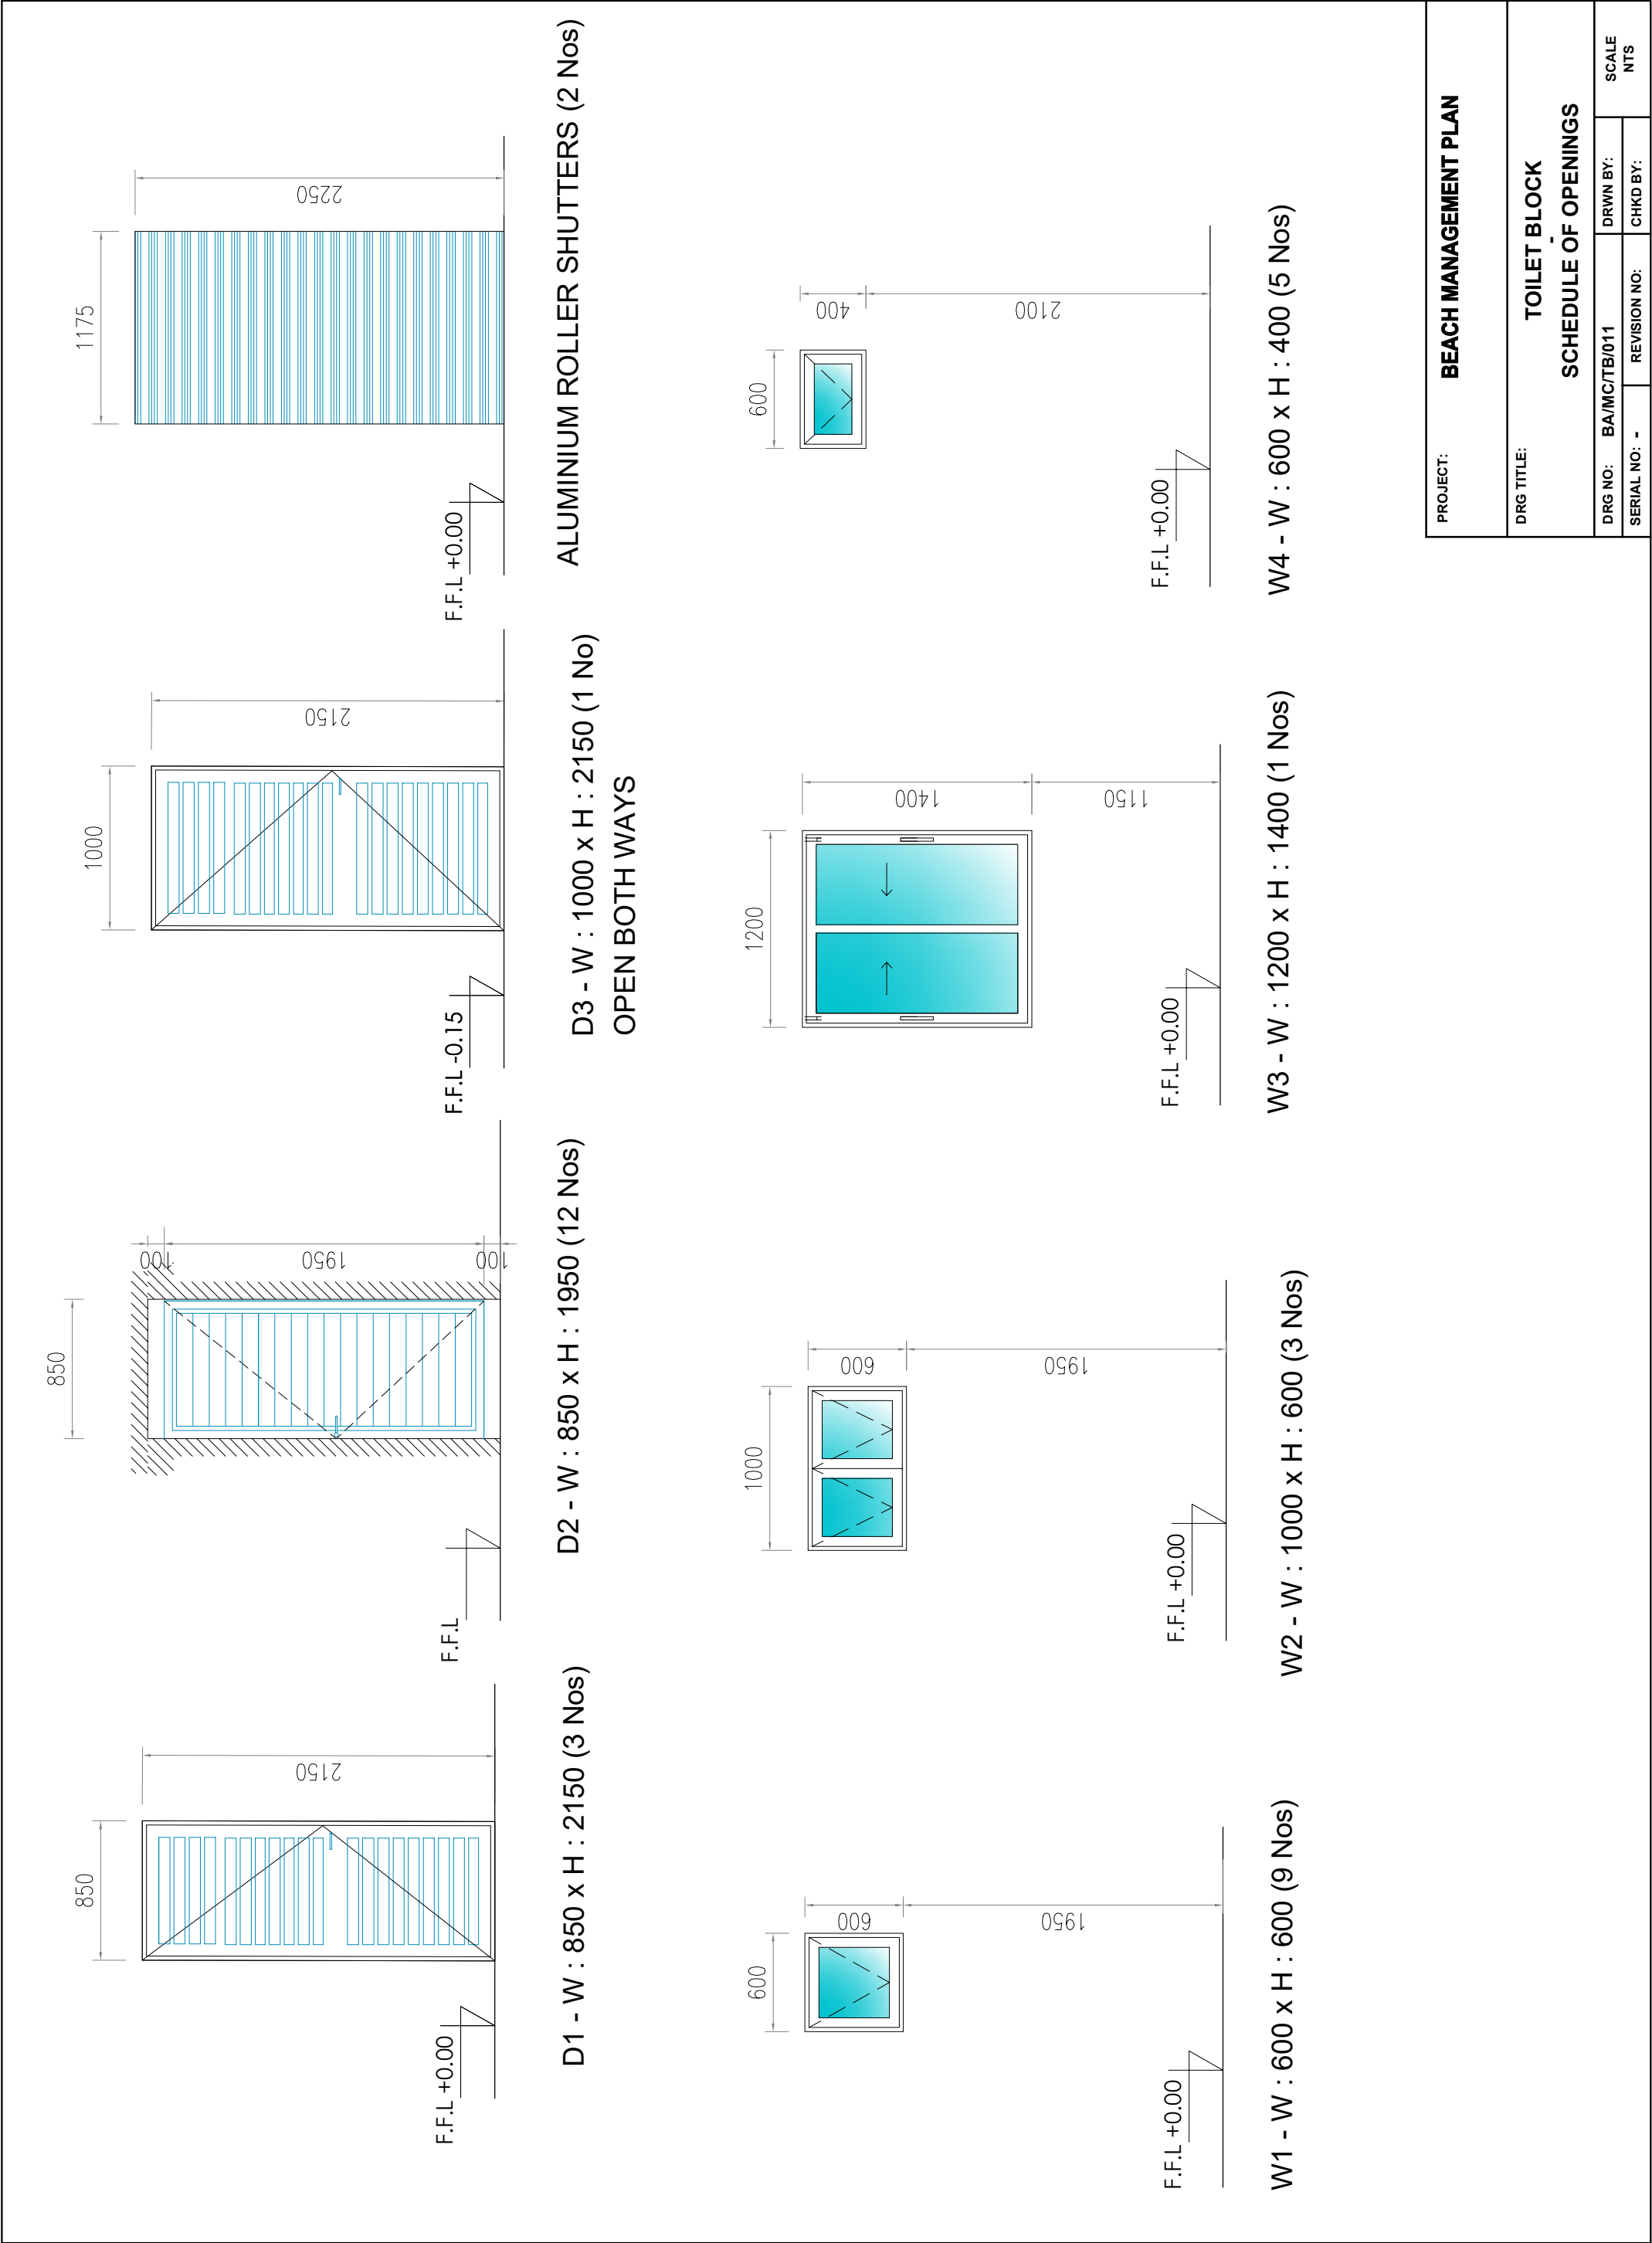 850
2150
F.F.L +0.00
D1 - W : 850 x H : 2150 (3 Nos)
850
100
1950
100
F.F.L
D2 - W : 850 x H : 1950 (12 Nos)
1000
2150
F.F.L -0.15
D3 - W : 1000 x H : 2150 (1 No)
OPEN BOTH WAYS
1175
2250
F.F.L +0.00
ALUMINIUM ROLLER SHUTTERS (2 Nos)
600
600
1950
F.F.L +0.00
W1 - W : 600 x H : 600 (9 Nos)
1000
600
1950
F.F.L +0.00
W2 - W : 1000 x H : 600 (3 Nos)
1200
1400
1150
F.F.L +0.00
W3 - W : 1200 x H : 1400 (1 Nos)
600
400
2100
F.F.L +0.00
W4 - W : 600 x H : 400 (5 Nos)
PROJECT:
BEACH MANAGEMENT PLAN
DRG TITLE:
TOILET BLOCK
-
SCHEDULE OF OPENINGS
DRG NO: BA/MC/TB/011
DRWN BY:
SCALE
NTS
SERIAL NO: -
REVISION NO:
CHKD BY: